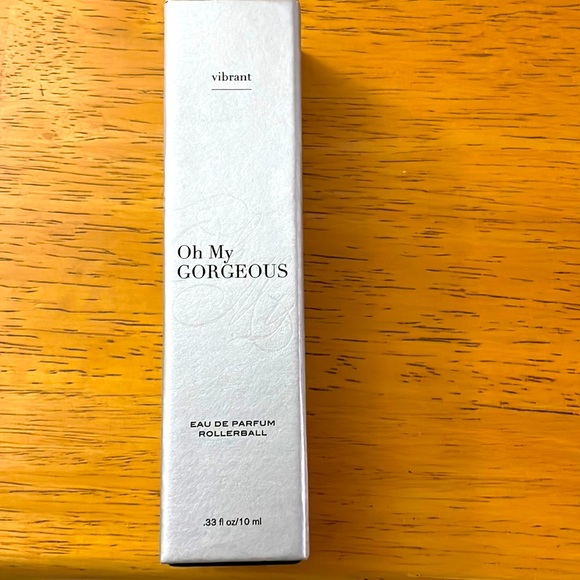 vibrant
Oh My
GORGEOUS
EAU DE PARFUM
ROLLERBALL
.33 fl oz/10 ml